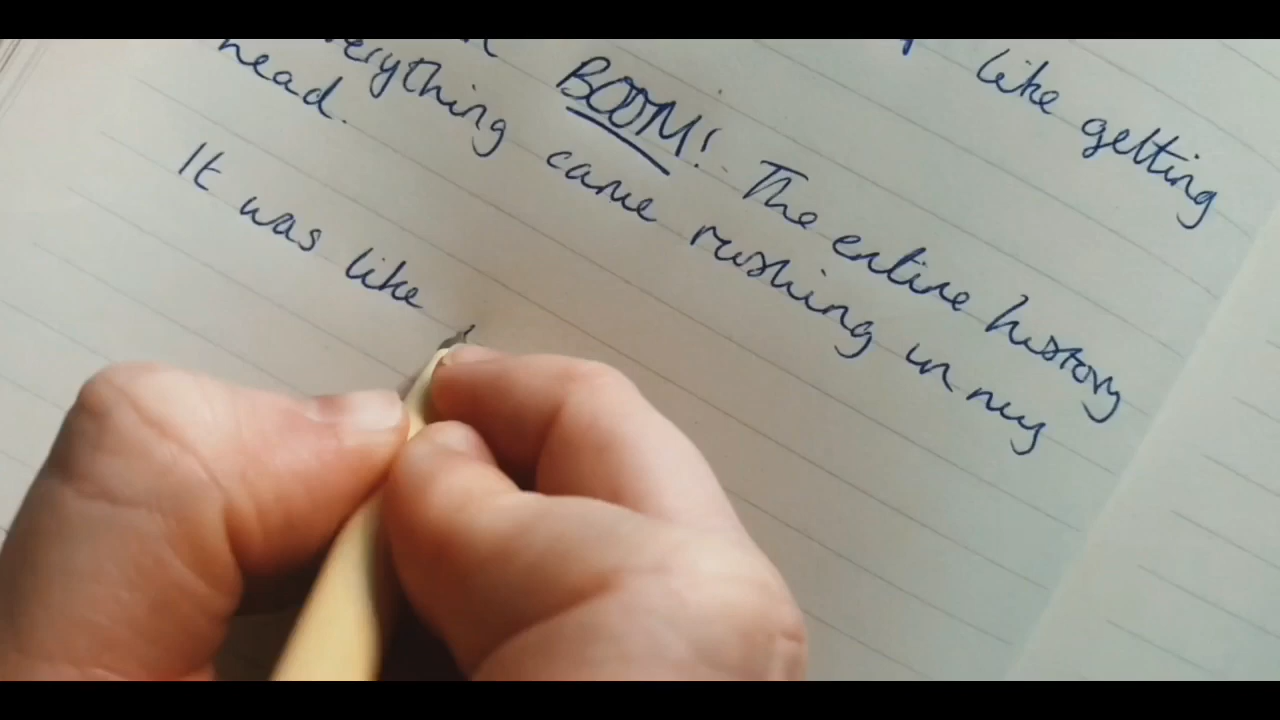 like getting
BOOM! The entire history
everything came rushing in my
head.
It was like